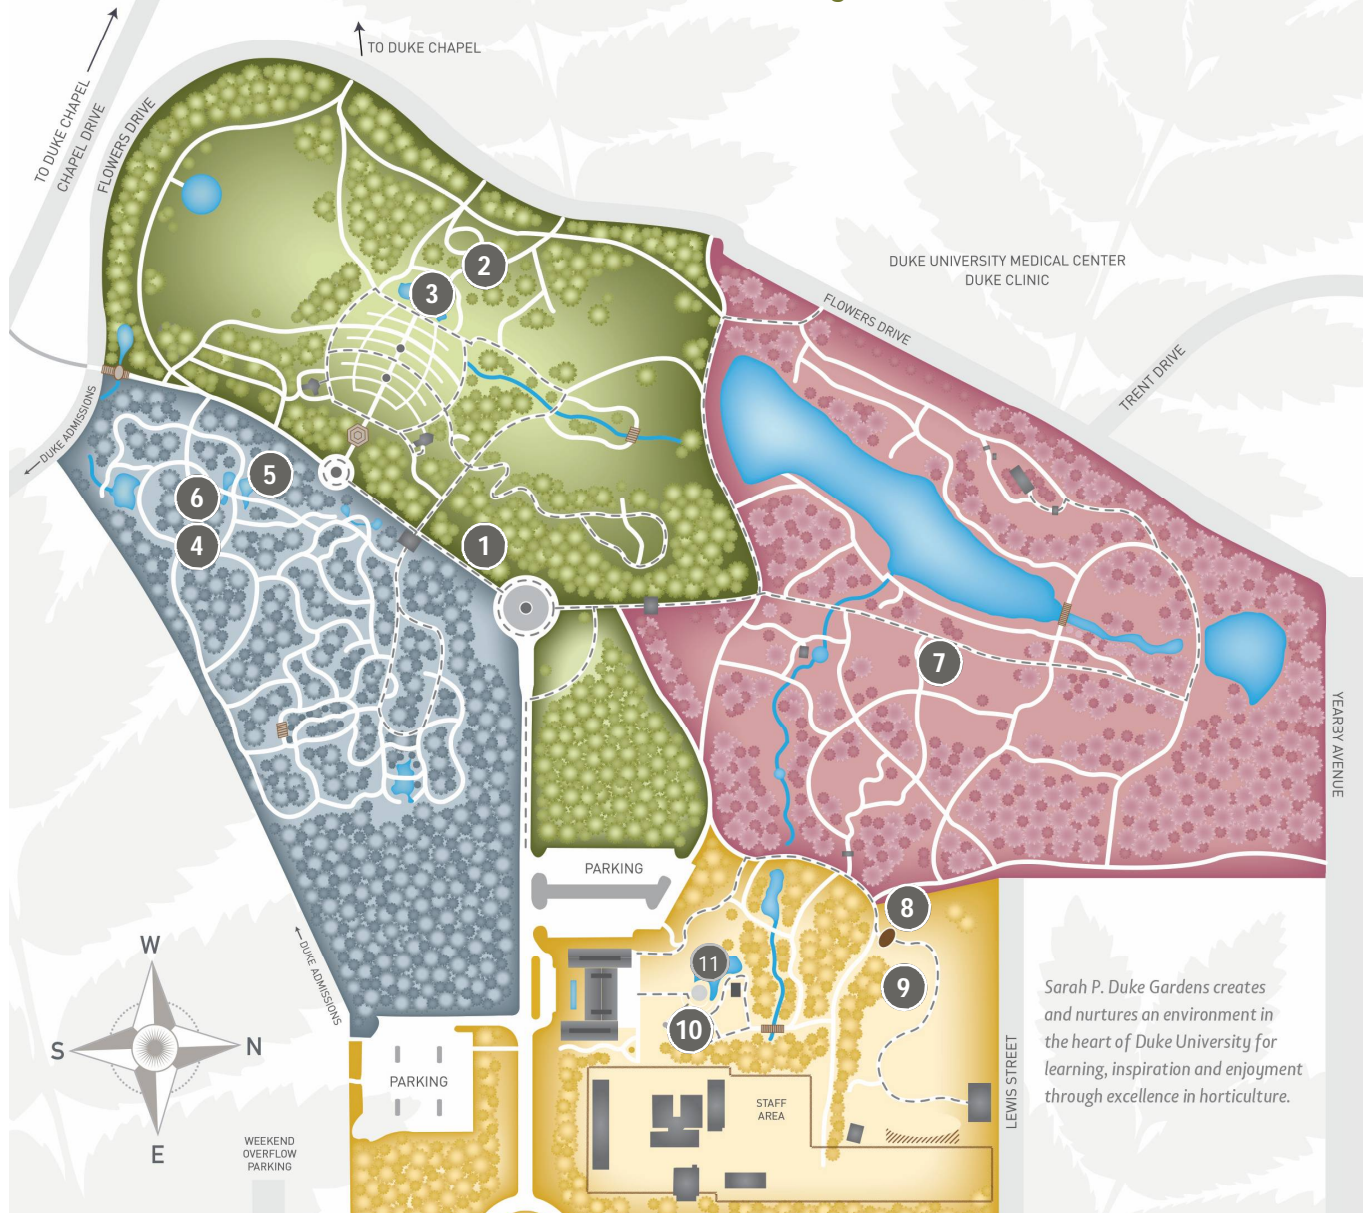 TO DUKE CHAPEL
TO DUKE CHAPEL
CHAPEL DRIVE
FLOWERS DRIVE
DUKE UNIVERSITY MEDICAL CENTER
DUKE CLINIC
FLOWERS DRIVE
TRENT DRIVE
2
3
DUKE ADMISSIONS
5
6
4
1
7
YEARBY AVENUE
PARKING
8
W
DUKE ADMISSIONS
11
9
Sarah P. Duke Gardens creates
and nurtures an environment in
the heart of Duke University for
learning, inspiration and enjoyment
through excellence in horticulture.
10
S
N
E
PARKING
STAFF
AREA
LEWIS STREET
WEEKEND
OVERFLOW
PARKING